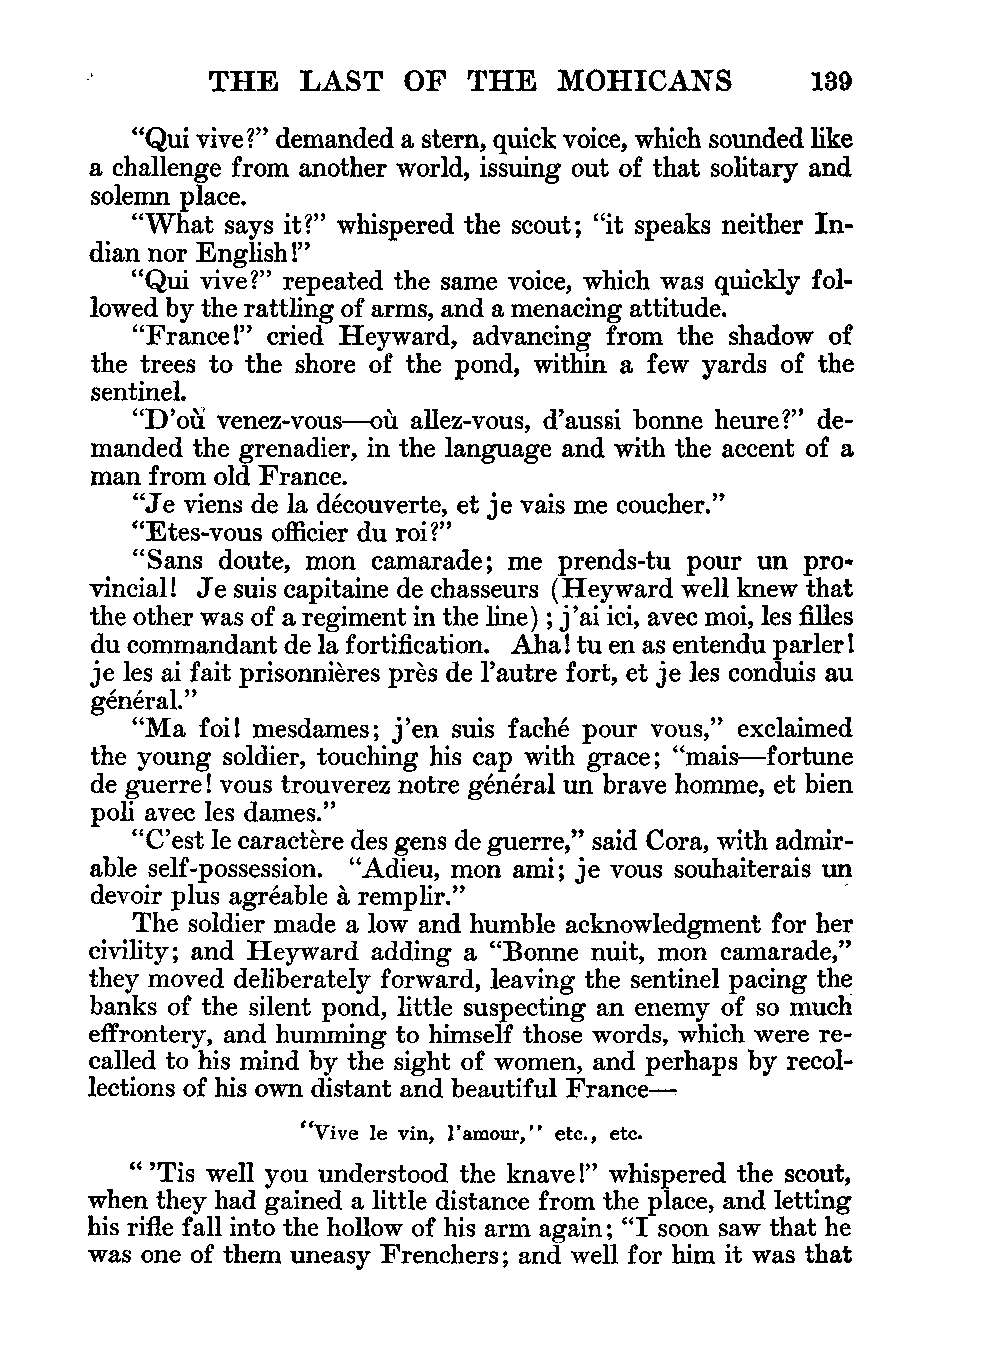 THE LAST OF THE MOHICANS 139
"Qui vive?" demanded a stern, quick voice, which sounded like
a challenge from another world, issuing out of that solitary and
solemn place.
"What says it?" whispered the scout; "it speaks neither In-
dian nor English!"
"Qui vive?" repeated the same voice, which was quickly fol-
lowed by the rattling of arms, and a menacing attitude.
"France!" cried Heyward, advancing from the shadow of
the trees to the shore of the pond, within a few yards of the
sentinel.
"D'où venez-vous—où allez-vous, d'aussi bonne heure?" de-
manded the grenadier, in the language and with the accent of a
man from old France.
"Je viens de la découverte, et je vais me coucher."
"Etes-vous officier du roi?"
"Sans doute, mon camarade; me prends-tu pour un pro-
vincial! Je suis capitaine de chasseurs (Heyward well knew that
the other was of a regiment in the line); j'ai ici, avec moi, les filles
du commandant de la fortification. Aha! tu en as entendu parler!
je les ai fait prisonnières près de l'autre fort, et je les conduis au
général."
"Ma foi! mesdames; j'en suis faché pour vous," exclaimed
the young soldier, touching his cap with grace; "mais—fortune
de guerre! vous trouverez notre général un brave homme, et bien
poli avec les dames."
"C'est le caractère des gens de guerre," said Cora, with admir-
able self-possession. "Adieu, mon ami; je vous souhaiterais un
devoir plus agréable à remplir."
The soldier made a low and humble acknowledgment for her
civility; and Heyward adding a "Bonne nuit, mon camarade,"
they moved deliberately forward, leaving the sentinel pacing the
banks of the silent pond, little suspecting an enemy of so much
effrontery, and humming to himself those words, which were re-
called to his mind by the sight of women, and perhaps by recol-
lections of his own distant and beautiful France—
"Vive le vin, l'amour," etc., etc.
" 'Tis well you understood the knave!" whispered the scout,
when they had gained a little distance from the place, and letting
his rifle fall into the hollow of his arm again; "I soon saw that he
was one of them uneasy Frenchers; and well for him it was that